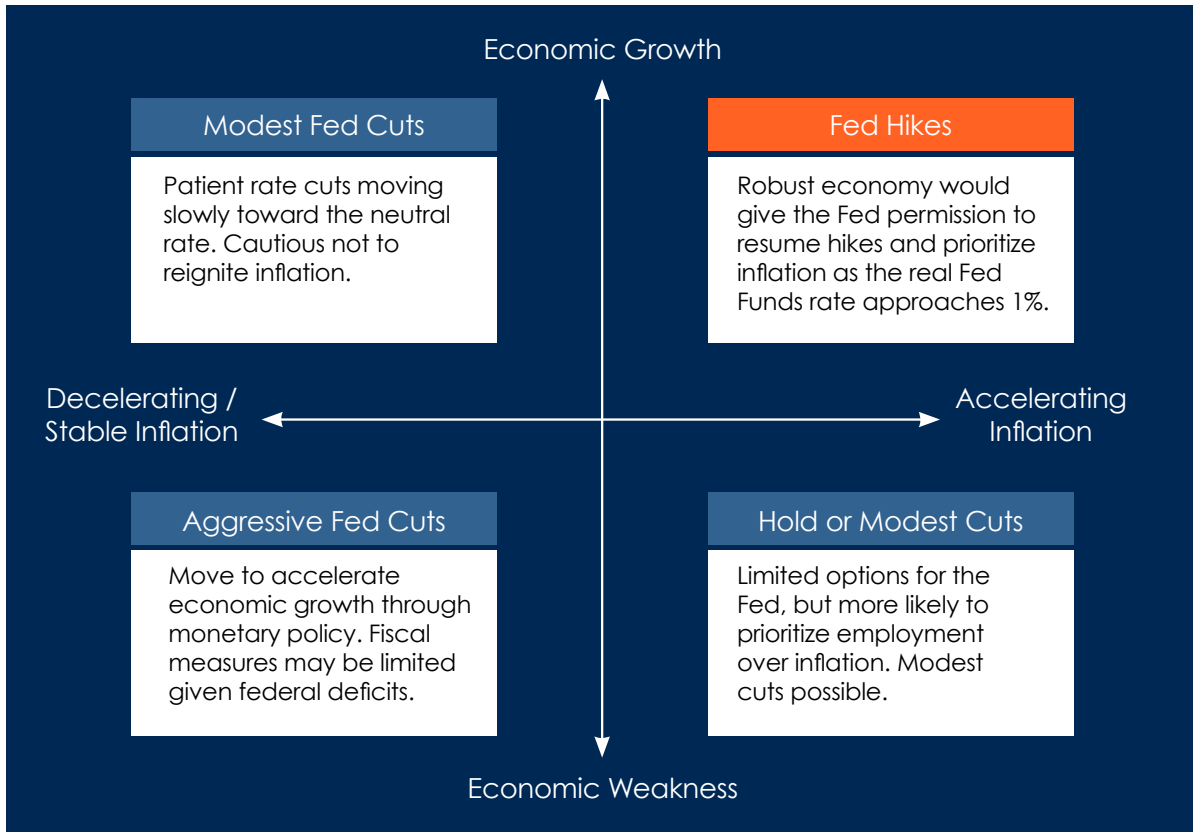 Economic Growth
Modest Fed Cuts
Patient rate cuts moving
slowly toward the neutral
rate. Cautious not to
reignite inflation.
Fed Hikes
Robust economy would
give the Fed permission to
resume hikes and prioritize
inflation as the real Fed
Funds rate approaches 1%.
Decelerating /
Stable Inflation
Accelerating
Inflation
Aggressive Fed Cuts
Move to accelerate
economic growth through
monetary policy. Fiscal
measures may be limited
given federal deficits.
Hold or Modest Cuts
Limited options for the
Fed, but more likely to
prioritize employment
over inflation. Modest
cuts possible.
Economic Weakness